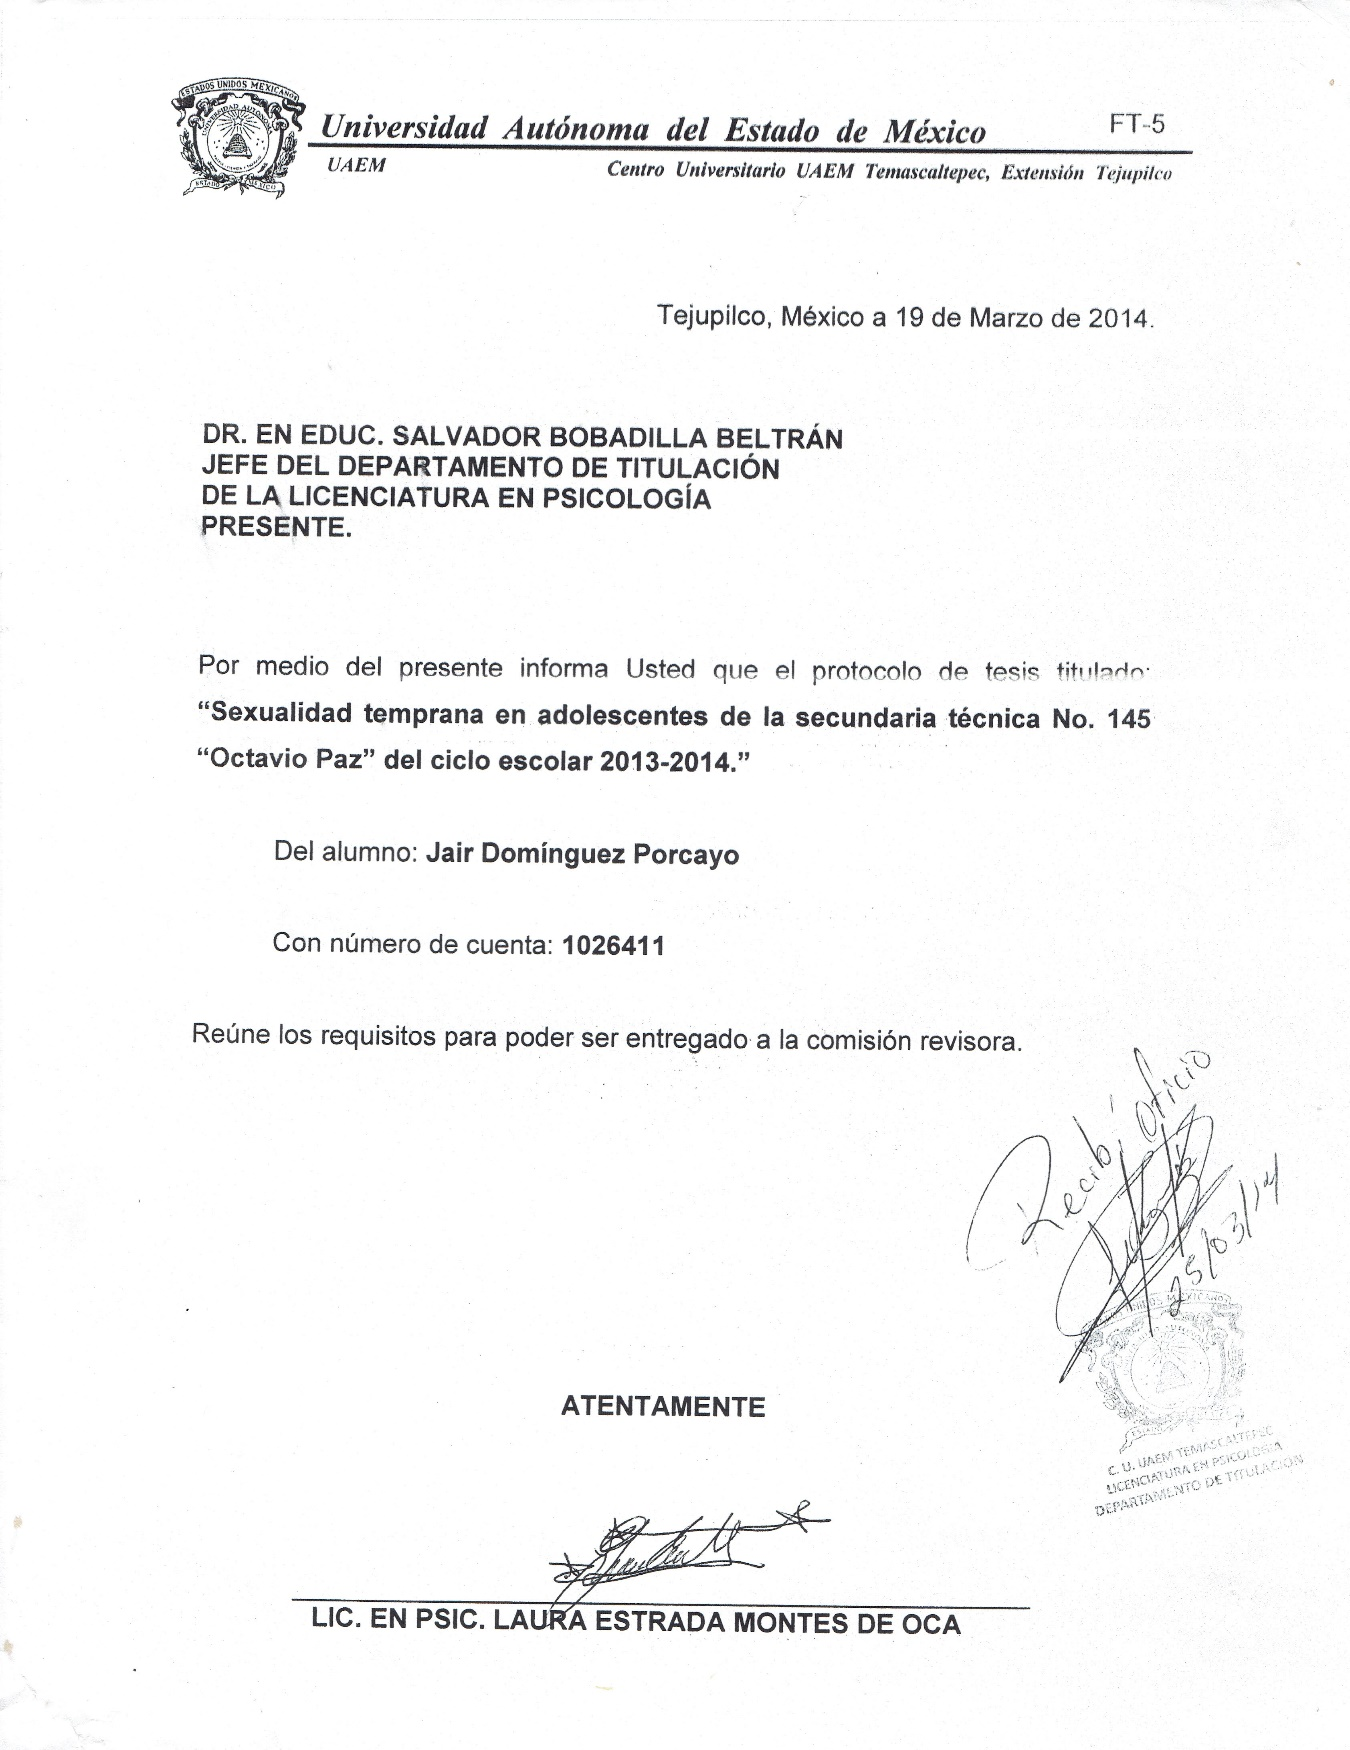 ESTADOS UNIDOS MEXICANOS
Universidad Autónoma del Estado de México
FT-5
UAEM
Centro Universitario UAEM Temascaltepec, Extensión Tejupilco
Tejupilco, México a 19 de Marzo de 2014.
DR. EN EDUC. SALVADOR BOBADILLA BELTRÁN
JEFE DEL DEPARTAMENTO DE TITULACIÓN
DE LA LICENCIATURA EN PSICOLOGÍA
PRESENTE.
Por medio del presente informa Usted que el protocolo de tesis titulado:
“Sexualidad temprana en adolescentes de la secundaria técnica No. 145
“Octavio Paz” del ciclo escolar 2013-2014.”
Del alumno: Jair Domínguez Porcayo
Con número de cuenta: 1026411
Reúne los requisitos para poder ser entregado a la comisión revisora.
Recibí Oficio
25/03/14
C. U. UAEM TEMASCALTEPEC
LICENCIATURA EN PSICOLOGIA
DEPARTAMENTO DE TITULACION
ATENTAMENTE
LIC. EN PSIC. LAURA ESTRADA MONTES DE OCA